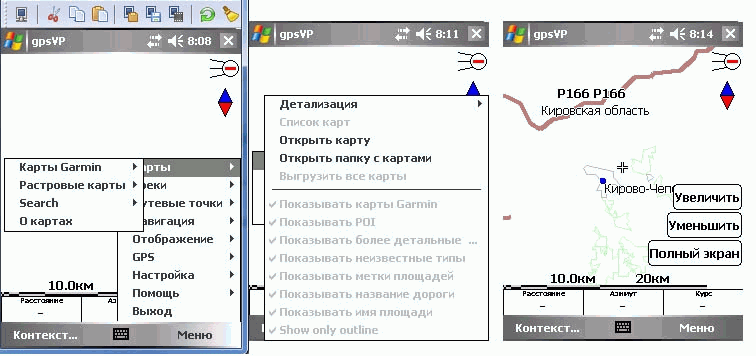 gpsVP 8:08
Карты Garmin
Растровые карты
Search
О картах
арты
реки
утевые точки
авигация
Отображение
GPS
Настройка
Помощь
Выход
10.0км
Расстояние Аз
–
Контекст... Меню
gpsVP 8:11
Детализация
Список карт
Открыть карту
Открыть папку с картами
Выгрузить все карты
Показывать карты Garmin
Показывать POI
Показывать более детальные ...
Показывать неизвестные типы
Показывать метки площадей
Показывать название дороги
Показывать имя площади
Show only outline
gpsVP 8:14
Р166 Р166
Кировская область
Кирово-Чепе
Увеличить
Уменьшить
Полный экран
10.0км 20км
Расстояние Азимут Курс
– – –
Контекст... Меню